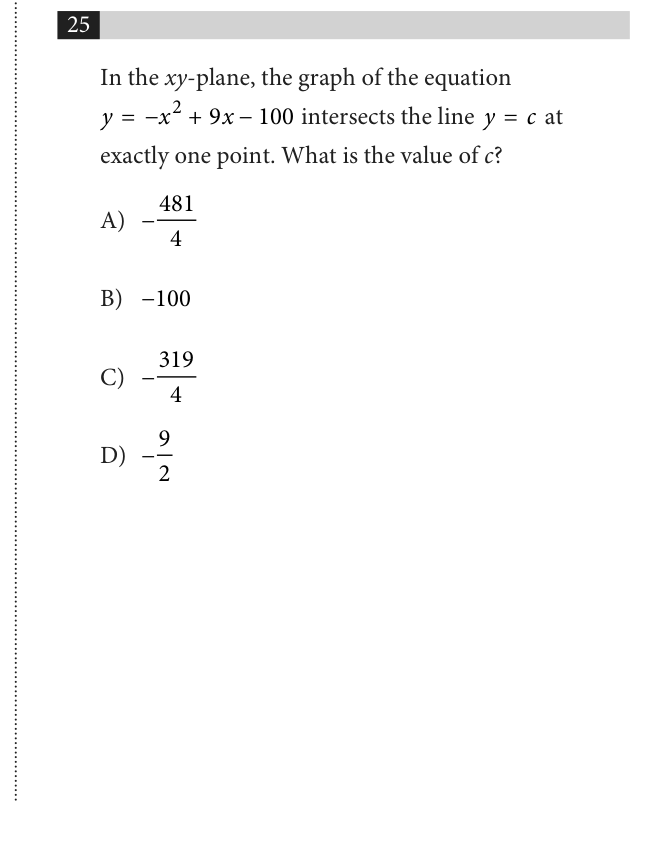 25
In the xy-plane, the graph of the equation
y = −x² + 9x − 100 intersects the line y = c at
exactly one point. What is the value of c?
A) −481/4
B) −100
C) −319/4
D) −9/2